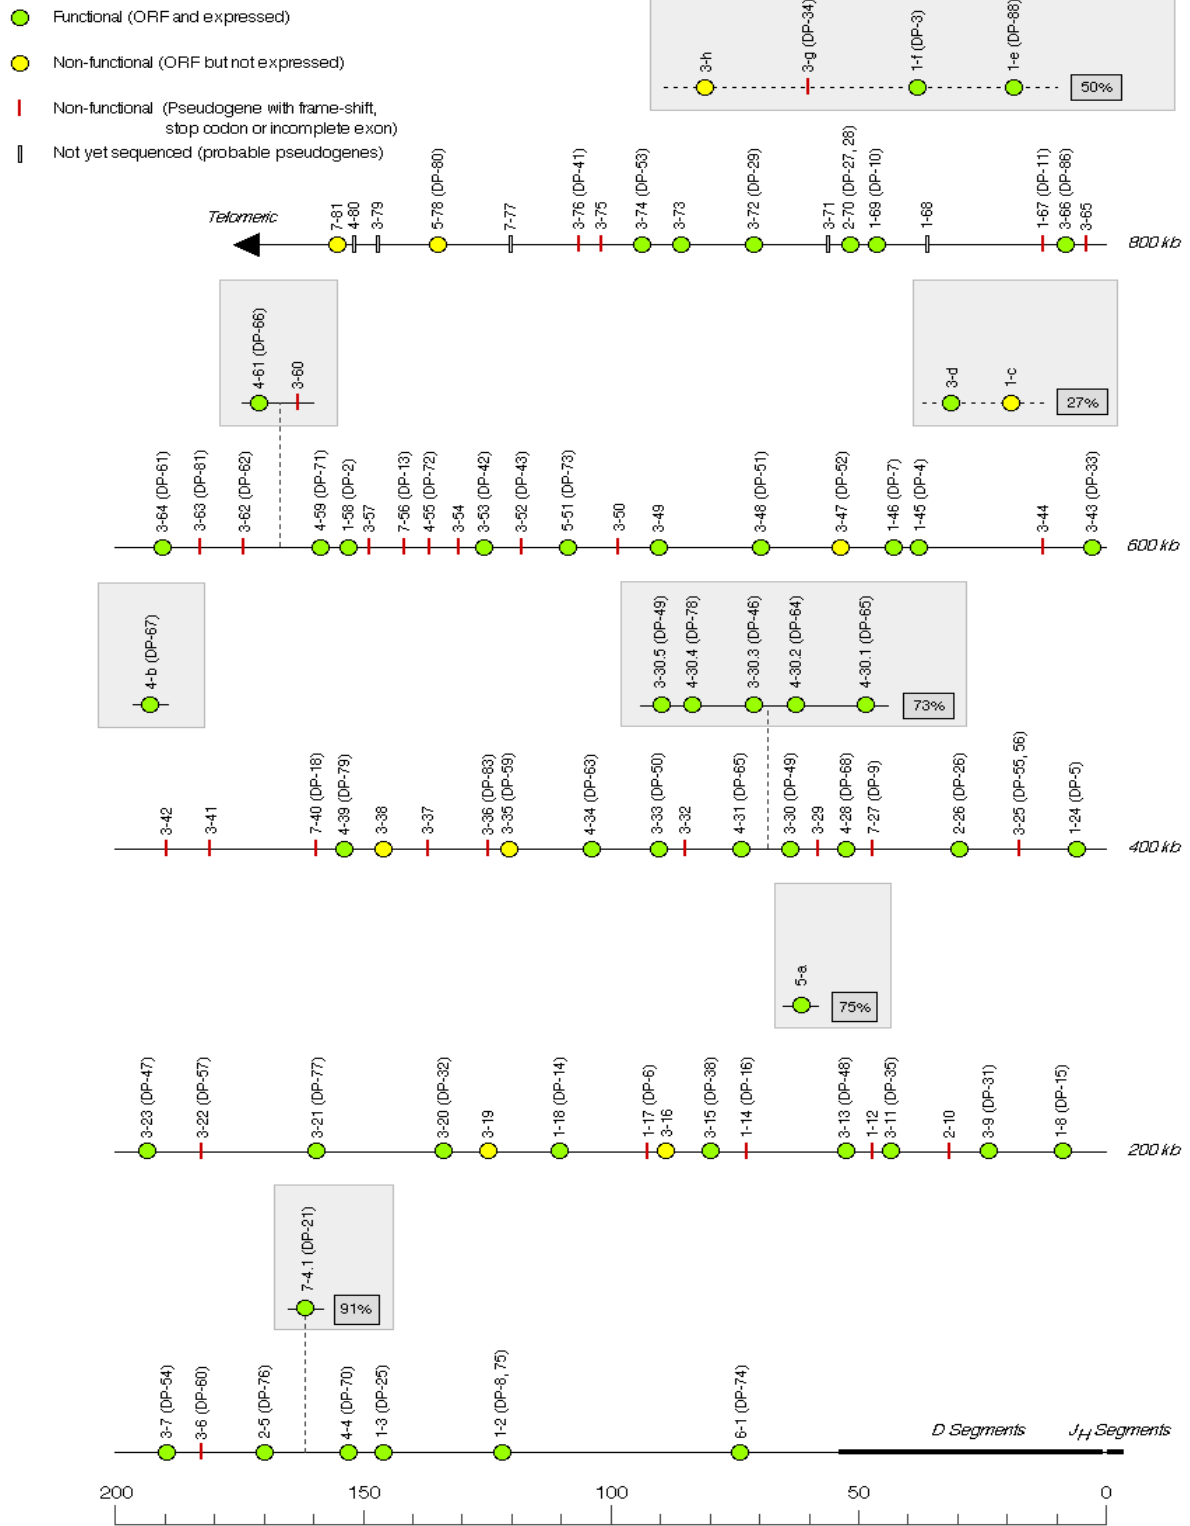 Functional (ORF and expressed)
Non-functional (ORF but not expressed)
Non-functional (Pseudogene with frame-shift,
stop codon or incomplete exon)
Not yet sequenced (probable pseudogenes)
3-h
3-g (DP-34)
1-f (DP-3)
1-e (DP-88)
50%
Telomeric
7-81
4-80
3-79
5-78 (DP-80)
7-77
3-76 (DP-41)
3-75
3-74 (DP-53)
3-73
3-72 (DP-29)
3-71
2-70 (DP-27, 28)
1-69 (DP-10)
1-68
1-67 (DP-11)
3-66 (DP-86)
3-65
800 kb
4-61 (DP-66)
3-60
3-d
1-c
27%
3-64 (DP-61)
3-63 (DP-81)
3-62 (DP-62)
4-59 (DP-71)
1-58 (DP-2)
3-57
7-56 (DP-13)
4-55 (DP-72)
3-54
3-53 (DP-42)
3-52 (DP-43)
5-51 (DP-73)
3-50
3-49
3-48 (DP-51)
3-47 (DP-52)
1-46 (DP-7)
1-45 (DP-4)
3-44
3-43 (DP-33)
600 kb
4-b (DP-67)
3-30.5 (DP-49)
4-30.4 (DP-78)
3-30.3 (DP-46)
4-30.2 (DP-64)
4-30.1 (DP-65)
73%
3-42
3-41
7-40 (DP-18)
4-39 (DP-79)
3-38
3-37
3-36 (DP-83)
3-35 (DP-59)
4-34 (DP-63)
3-33 (DP-50)
3-32
4-31 (DP-65)
3-30 (DP-49)
3-29
4-28 (DP-68)
7-27 (DP-9)
2-26 (DP-26)
3-25 (DP-55, 56)
1-24 (DP-5)
400 kb
5-a
75%
3-23 (DP-47)
3-22 (DP-57)
3-21 (DP-77)
3-20 (DP-32)
3-19
1-18 (DP-14)
1-17 (DP-6)
3-16
3-15 (DP-38)
1-14 (DP-16)
3-13 (DP-48)
1-12
3-11 (DP-35)
2-10
3-9 (DP-31)
1-8 (DP-15)
200 kb
7-4.1 (DP-21)
91%
3-7 (DP-54)
3-6 (DP-60)
2-5 (DP-76)
4-4 (DP-70)
1-3 (DP-25)
1-2 (DP-8, 75)
6-1 (DP-74)
D Segments
JH Segments
200
150
100
50
0